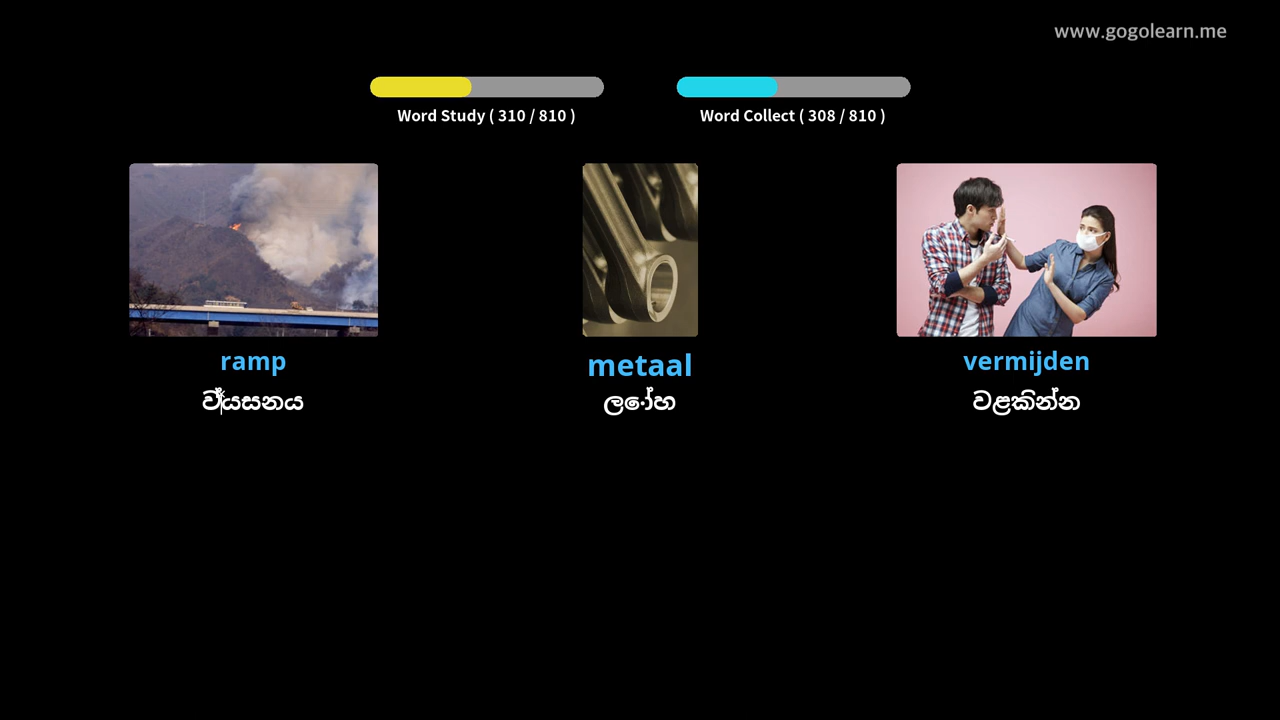 www.gogolearn.me
Word Study ( 310 / 810 )
Word Collect ( 308 / 810 )
ramp
metaal
vermijden
ව්‍යසනය
ලෝහ
වළකින්න